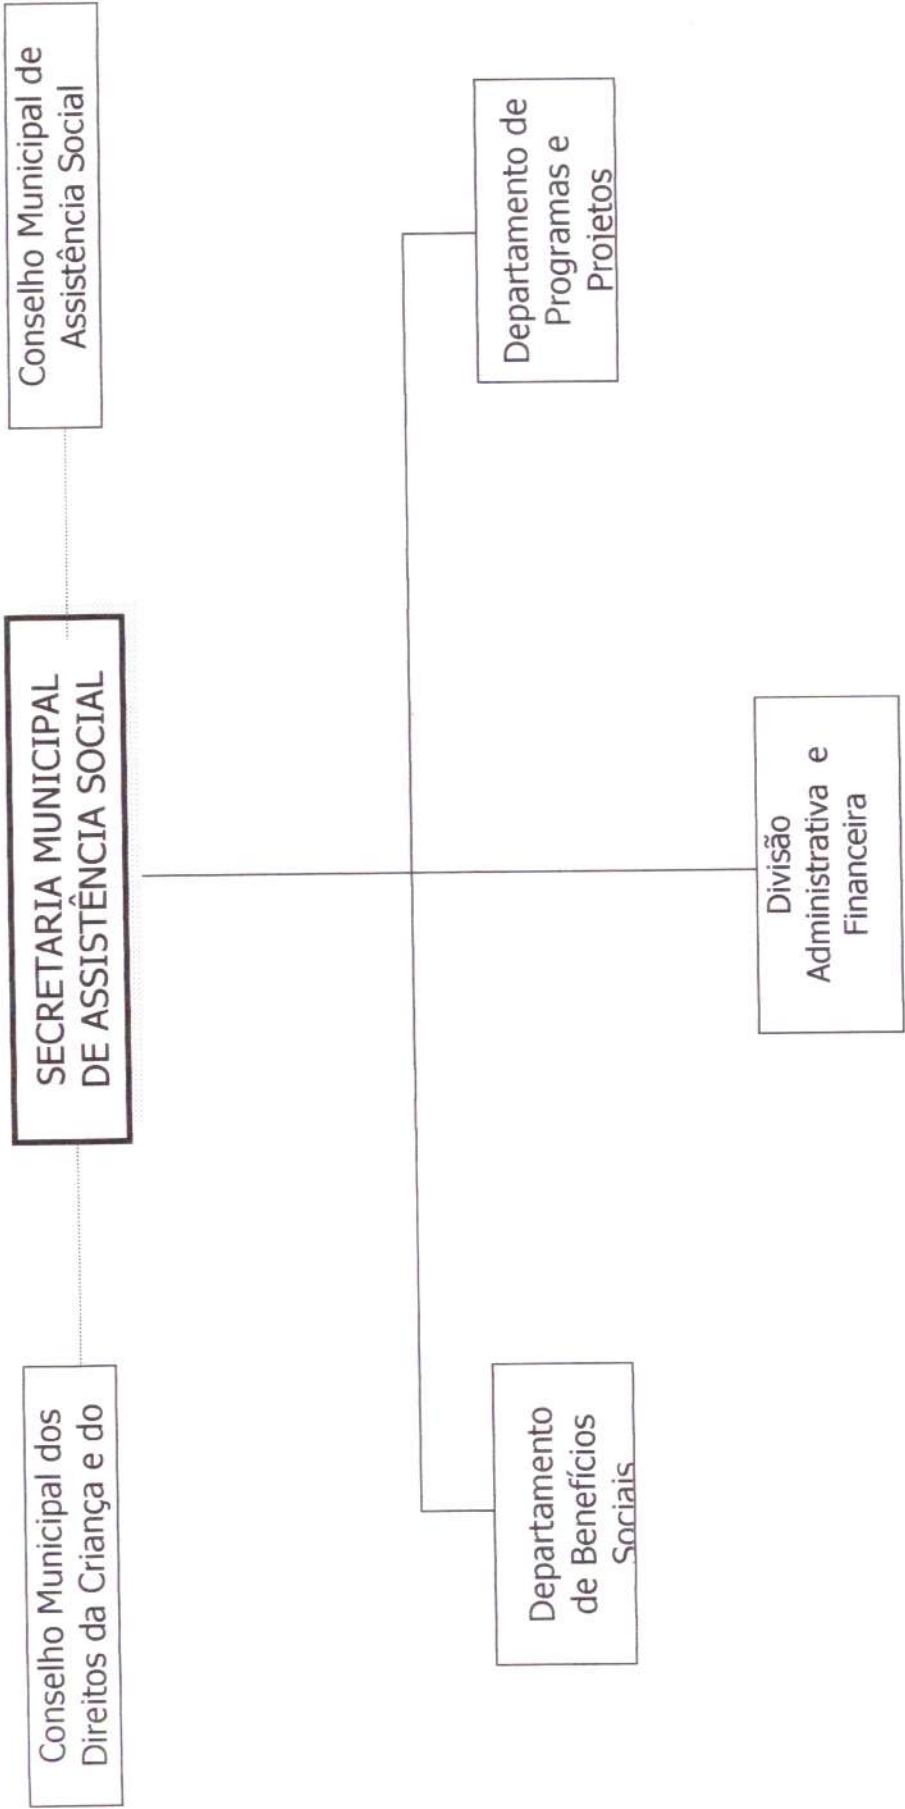 Conselho Municipal dos
Direitos da Criança e do
SECRETARIA MUNICIPAL
DE ASSISTÊNCIA SOCIAL
Conselho Municipal de
Assistência Social
Departamento
de Benefícios
Sociais
Departamento de
Programas e
Projetos
Divisão
Administrativa e
Financeira